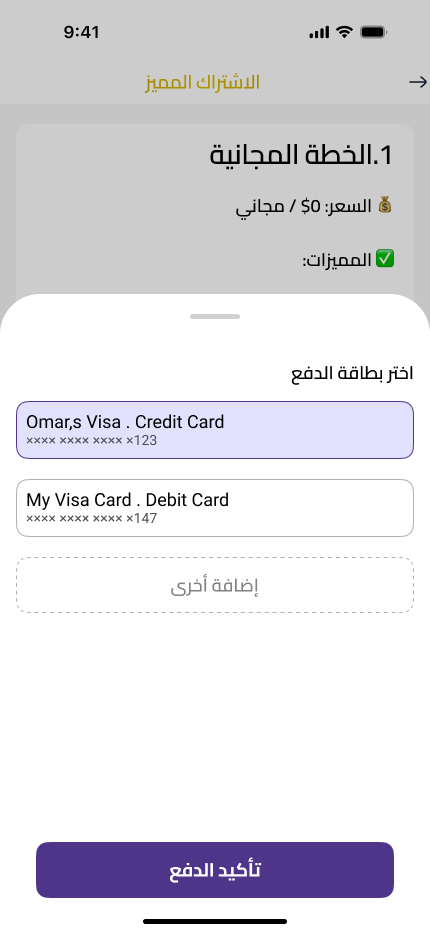 9:41
الاشتراك المميز
1.الخطة المجانية
💰 السعر: 0$ / مجاني
✅ المميزات:
اختر بطاقة الدفع
Omar,s Visa . Credit Card
×××× ×××× ×××× ×123
My Visa Card . Debit Card
×××× ×××× ×××× ×147
إضافة أخرى
تأكيد الدفع